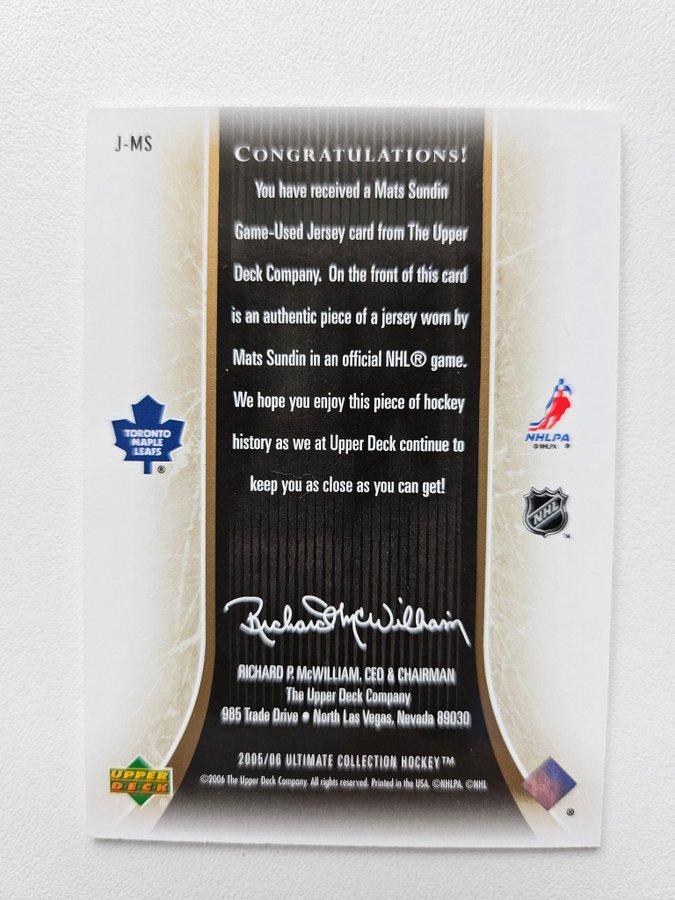 J-MS
CONGRATULATIONS!
You have received a Mats Sundin
Game-Used Jersey card from The Upper
Deck Company. On the front of this card
is an authentic piece of a jersey worn by
Mats Sundin in an official NHL® game.
We hope you enjoy this piece of hockey
history as we at Upper Deck continue to
keep you as close as you can get!
TORONTO
MAPLE
LEAFS
®
NHLPA
©NHLPA ®
NHL
™
Richard McWilliam
RICHARD P. McWILLIAM, CEO & CHAIRMAN
The Upper Deck Company
985 Trade Drive • North Las Vegas, Nevada 89030
2005/06 ULTIMATE COLLECTION HOCKEY™
©2006 The Upper Deck Company. All rights reserved. Printed in the USA. ©NHLPA. ©NHL
UPPER
DECK
®